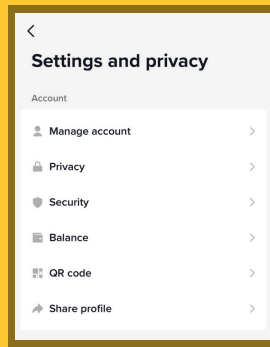 Settings and privacy
Account
Manage account
Privacy
Security
Balance
QR code
Share profile